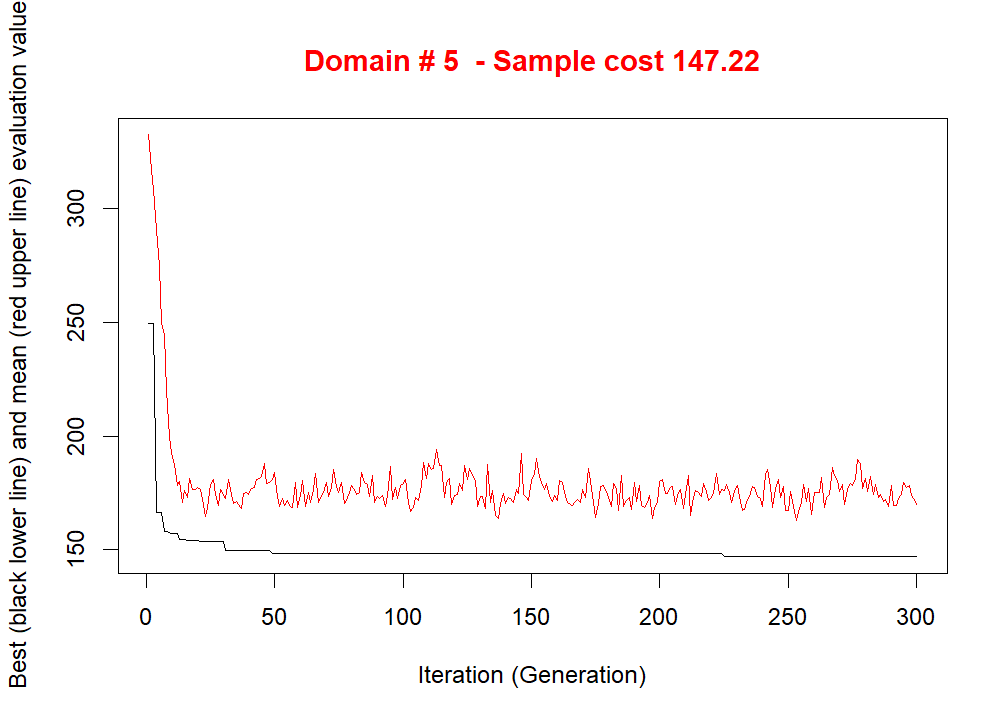 Domain # 5  - Sample cost 147.22
Best (black lower line) and mean (red upper line) evaluation value
300
250
200
150
0 50 100 150 200 250 300
Iteration (Generation)